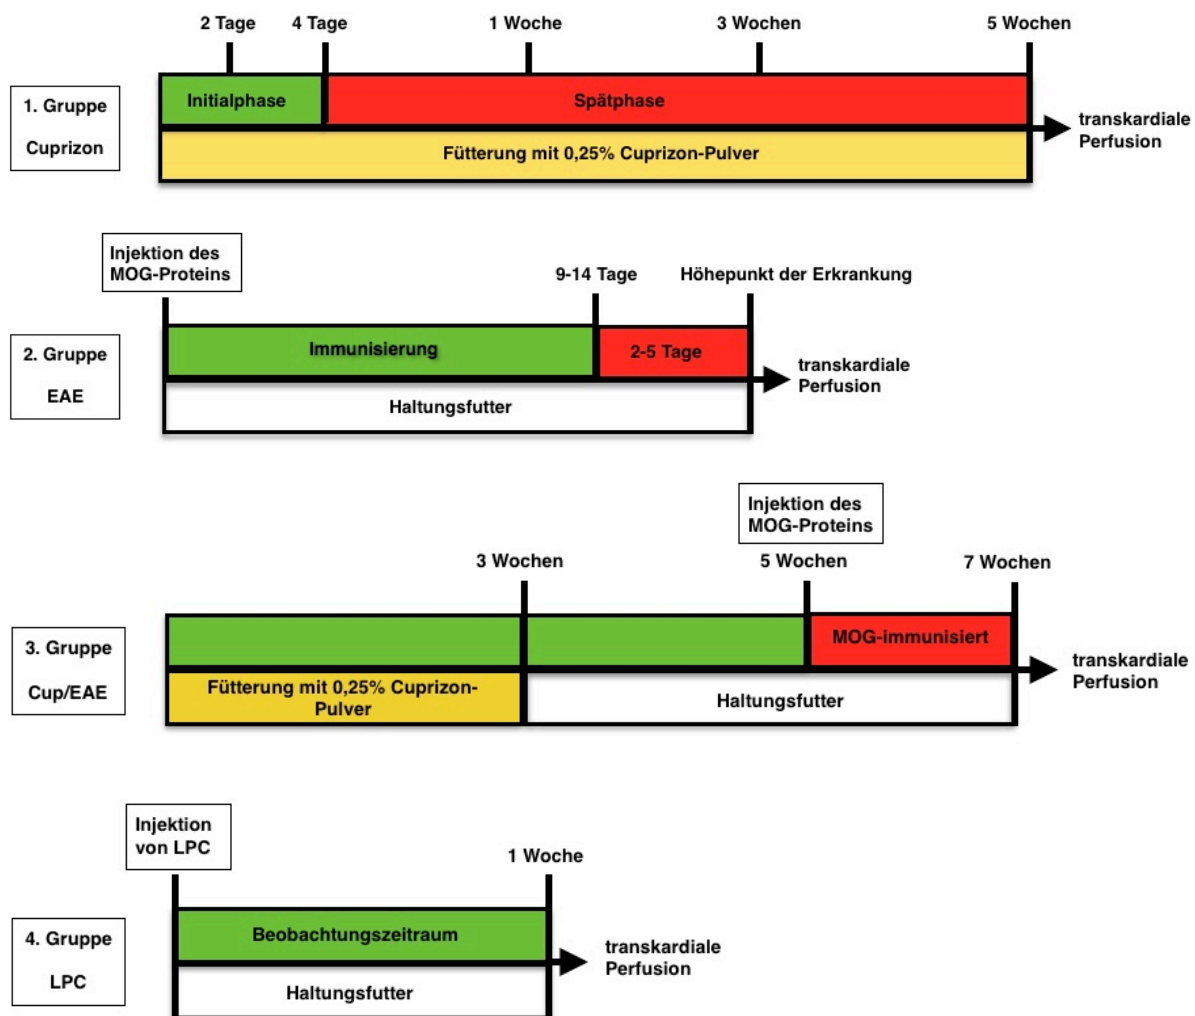 2 Tage
4 Tage
1 Woche
3 Wochen
5 Wochen
1. Gruppe
Cuprizon
Initialphase
Spätphase
Fütterung mit 0,25% Cuprizon-Pulver
transkardiale
Perfusion
Injektion des
MOG-Proteins
9-14 Tage
Höhepunkt der Erkrankung
2. Gruppe
EAE
Immunisierung
2-5 Tage
Haltungsfutter
transkardiale
Perfusion
Injektion des
MOG-Proteins
3 Wochen
5 Wochen
7 Wochen
3. Gruppe
Cup/EAE
MOG-immunisiert
Fütterung mit 0,25% Cuprizon-
Pulver
Haltungsfutter
transkardiale
Perfusion
Injektion
von LPC
1 Woche
4. Gruppe
LPC
Beobachtungszeitraum
Haltungsfutter
transkardiale
Perfusion